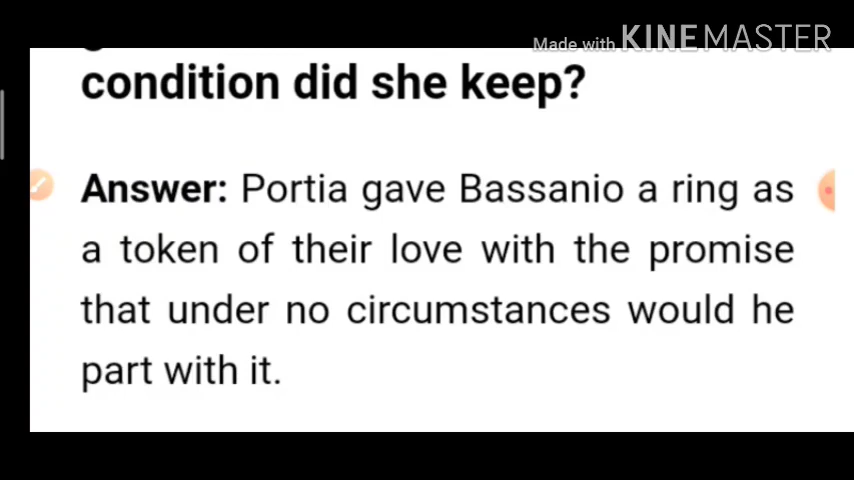 Made with KINEMASTER
condition did she keep?
Answer: Portia gave Bassanio a ring as
a token of their love with the promise
that under no circumstances would he
part with it.